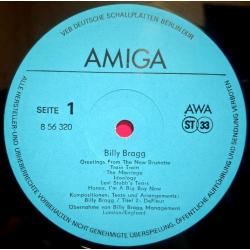 VEB DEUTSCHE SCHALLPLATTEN BERLIN DDR
AMIGA
SEITE 1
8 56 320
AWA
ST 33
Billy Bragg
Greetings From The New Brunette
Train Train
The Marriage
Ideology
Levi Stubb's Tears
Honey, I'm A Big Boy Now
Kompositionen, Texte und Arrangements:
Billy Bragg / Titel 2: DeFleur
Übernahme von Billy Bragg Management
London/England
ALLE HERSTELLER- UND URHEBERRECHTE VORBEHALTEN NICHT GENEHMIGTE ÜBERSPIELUNG, ÖFFENTLICHE AUFFÜHRUNG UND SENDUNG VERBOTEN